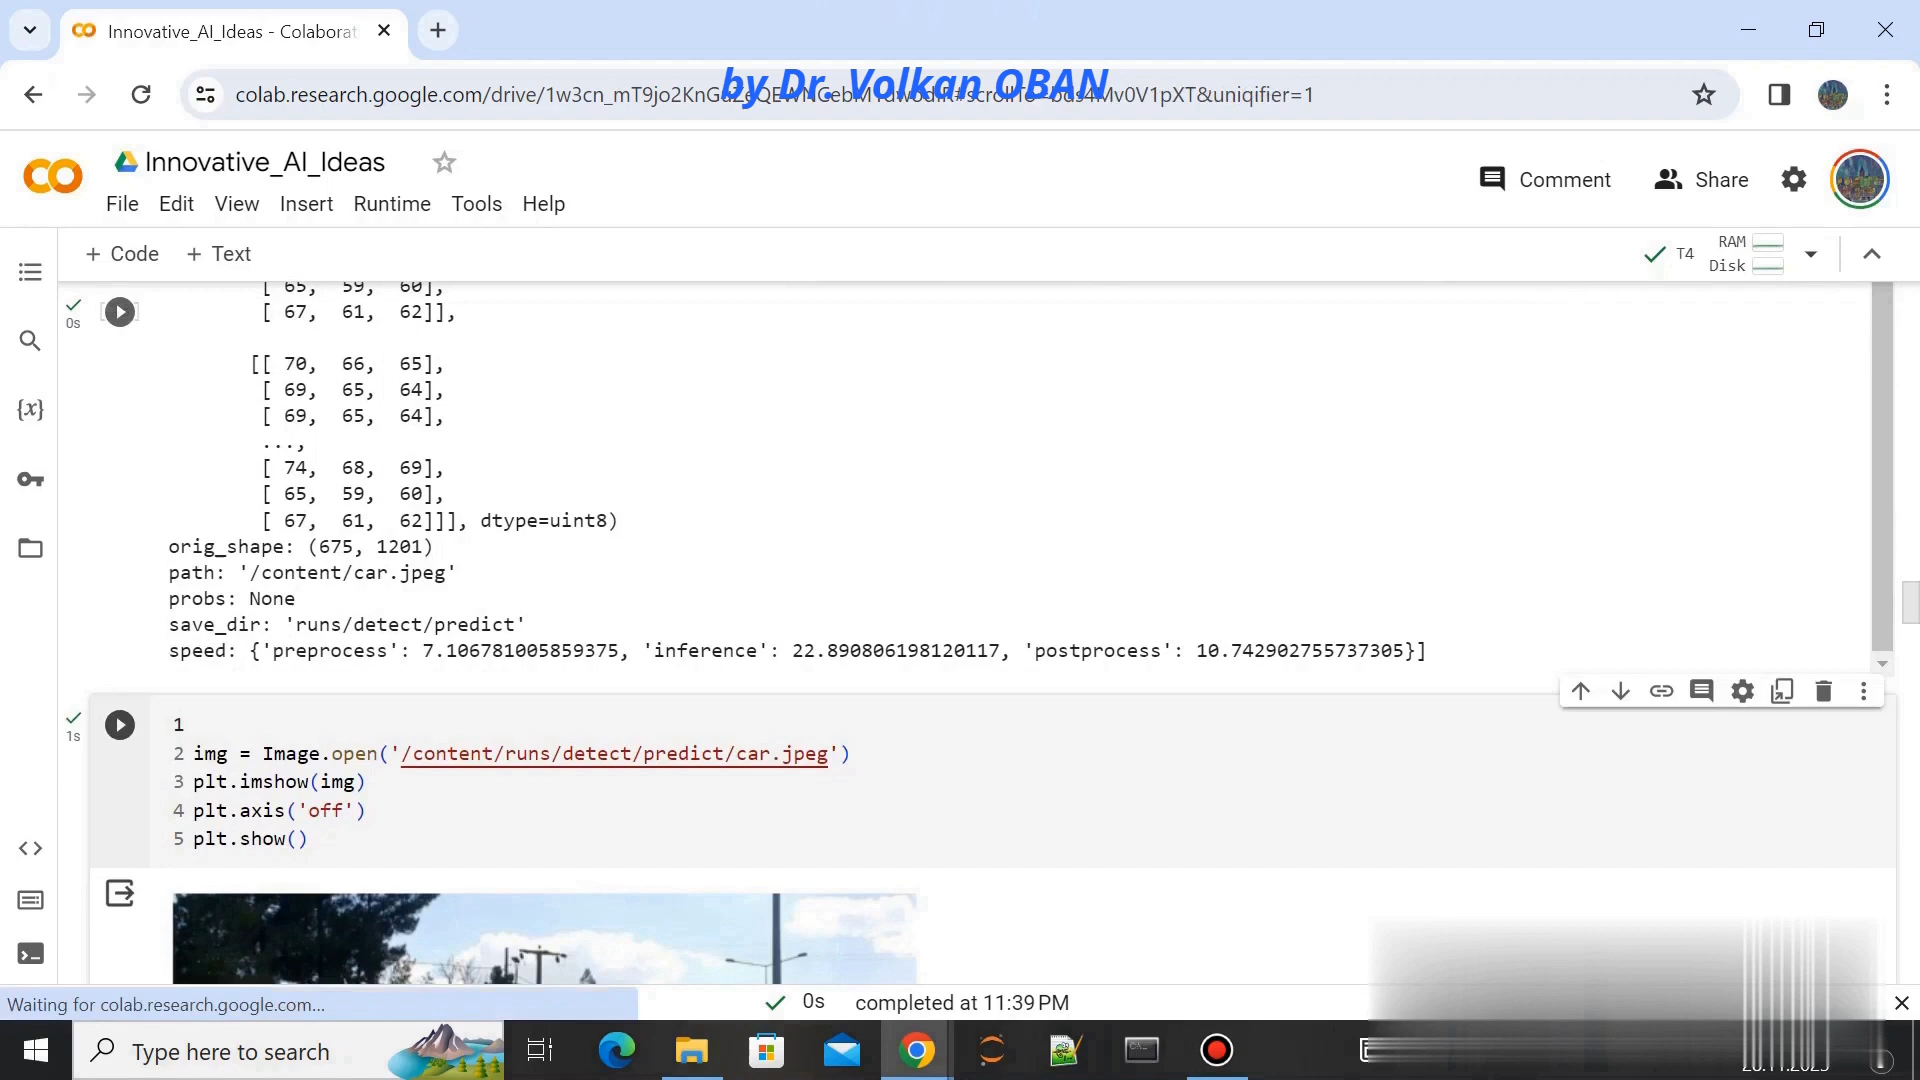 Innovative_AI_Ideas - Colaborat
by Dr. Volkan OBAN
colab.research.google.com/drive/
&uniqifier=1
Innovative_AI_Ideas
Comment
Share
File Edit View Insert Runtime Tools Help
+ Code + Text
T4
RAM
Disk
[ 65, 59, 60],
0s
[ 67, 61, 62]],
[[ 70, 66, 65],
[ 69, 65, 64],
[ 69, 65, 64],
...,
[ 74, 68, 69],
[ 65, 59, 60],
[ 67, 61, 62]]], dtype=uint8)
orig_shape: (675, 1201)
path: '/content/car.jpeg'
probs: None
save_dir: 'runs/detect/predict'
speed: {'preprocess': 7.106781005859375, 'inference': 22.890806198120117, 'postprocess': 10.742902755737305}]
1s
1
2 img = Image.open('/content/runs/detect/predict/car.jpeg')
3 plt.imshow(img)
4 plt.axis('off')
5 plt.show()
Waiting for colab.research.google.com...
0s completed at 11:39 PM
Type here to search